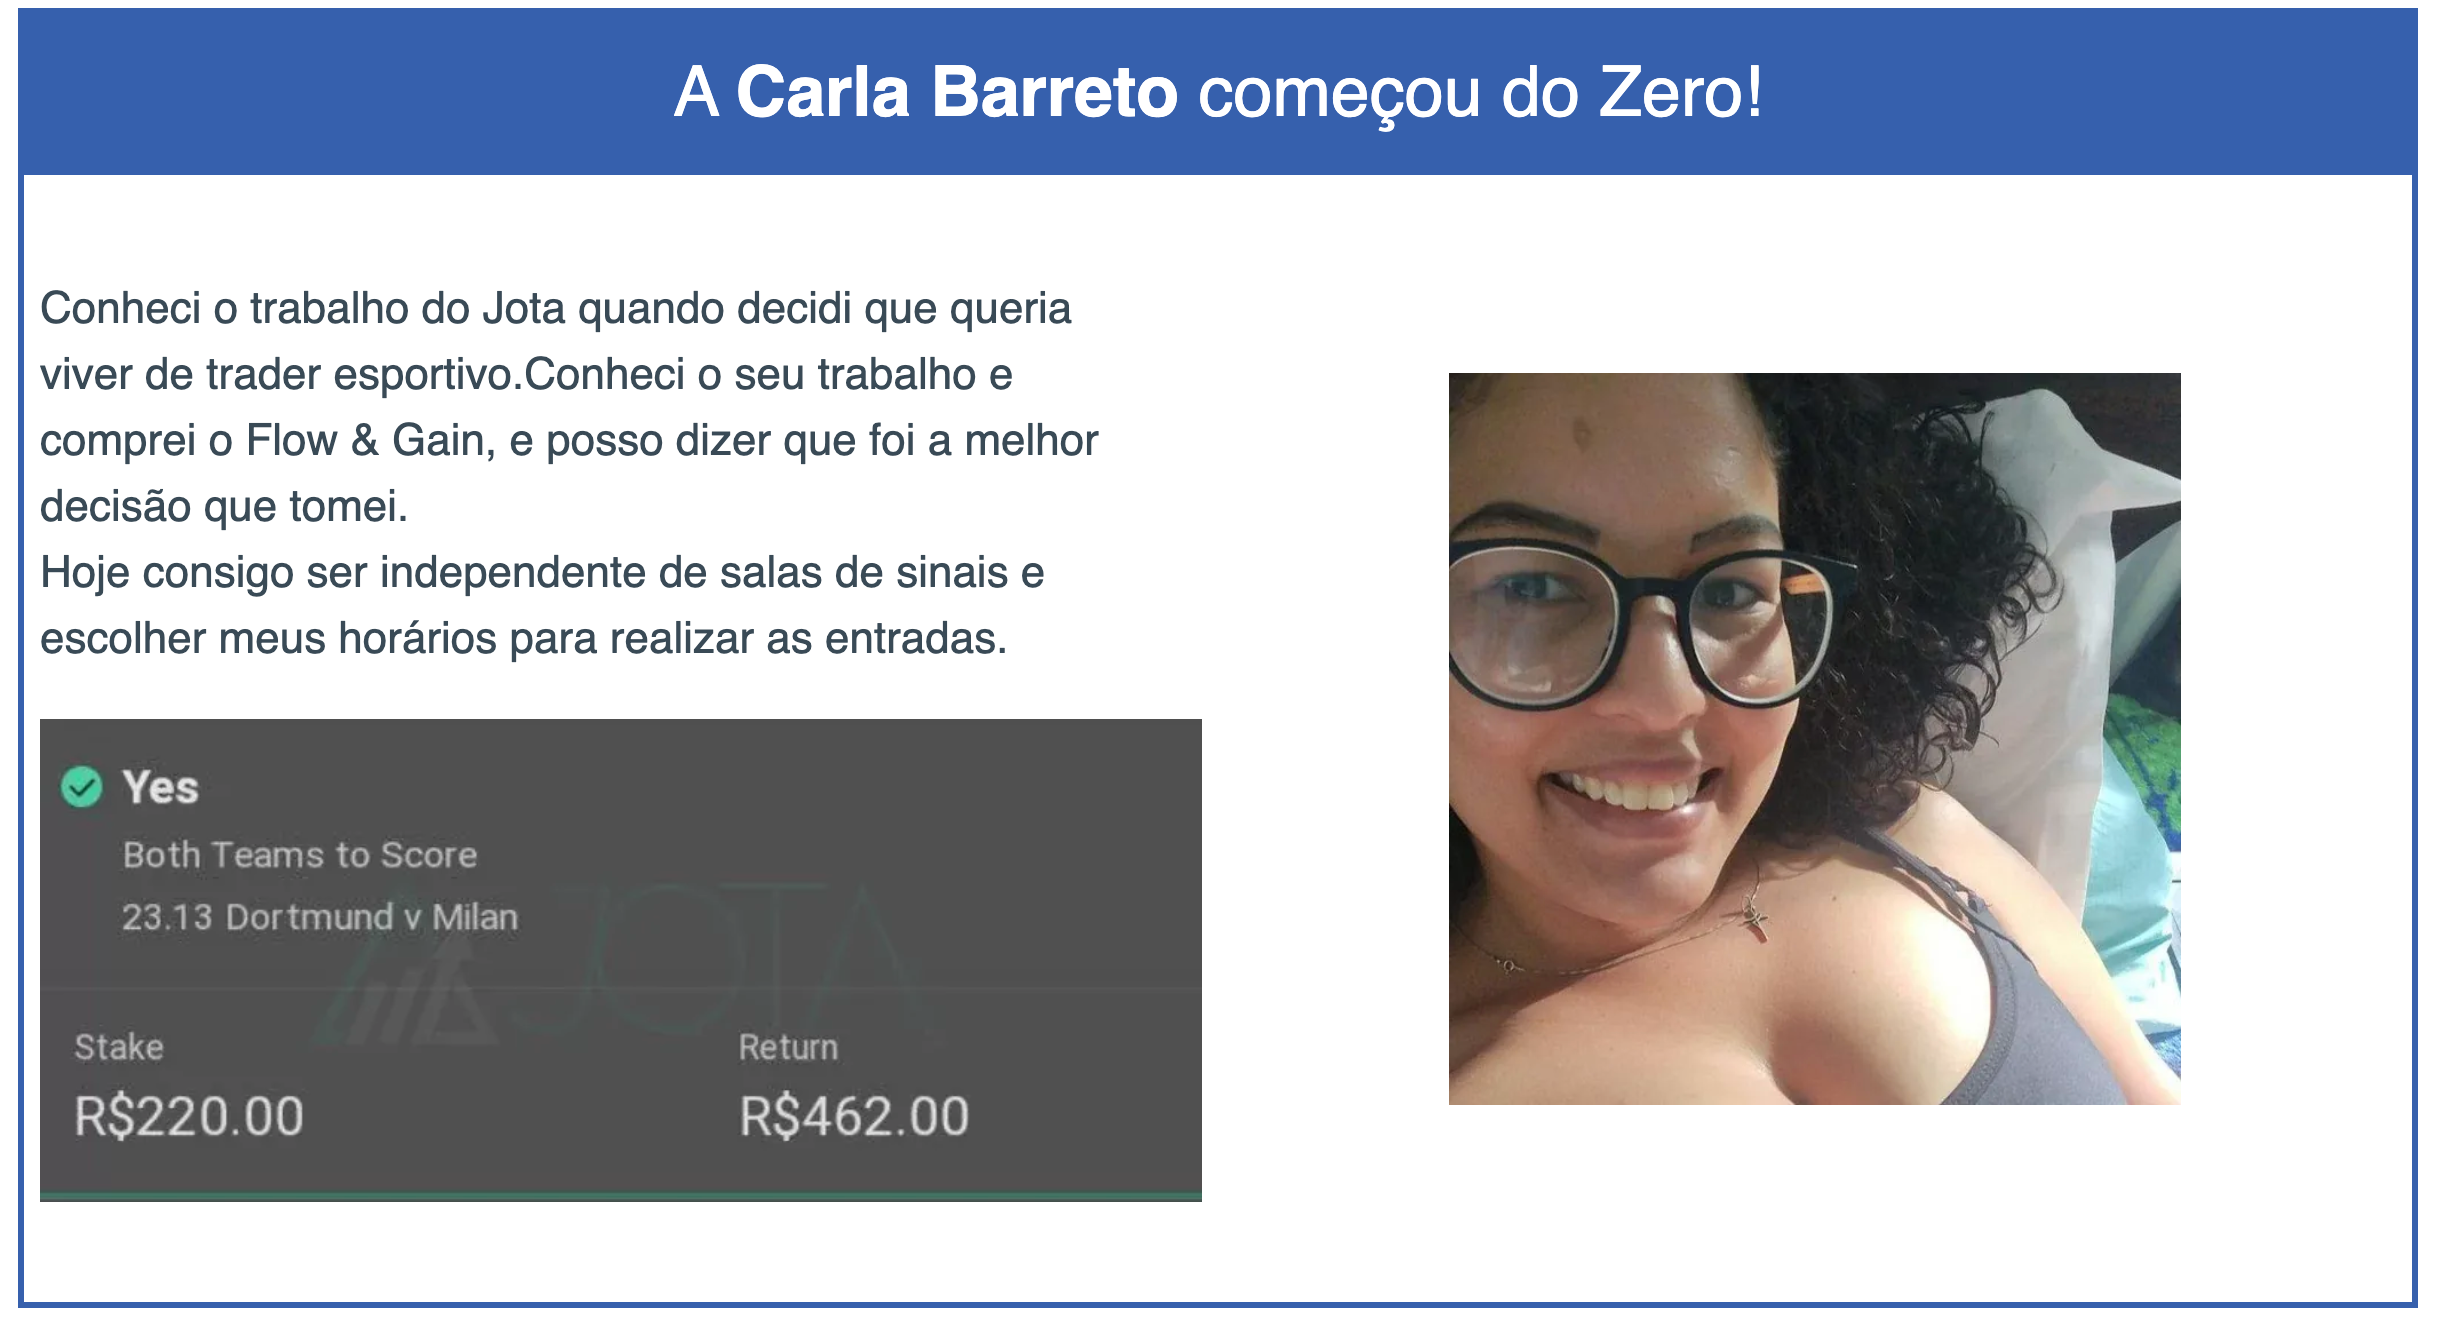 A Carla Barreto começou do Zero!
Conheci o trabalho do Jota quando decidi que queria
viver de trader esportivo.Conheci o seu trabalho e
comprei o Flow & Gain, e posso dizer que foi a melhor
decisão que tomei.
Hoje consigo ser independente de salas de sinais e
escolher meus horários para realizar as entradas.
Yes
Both Teams to Score
23.13 Dortmund v Milan
JOTA
Stake
Return
R$220.00
R$462.00